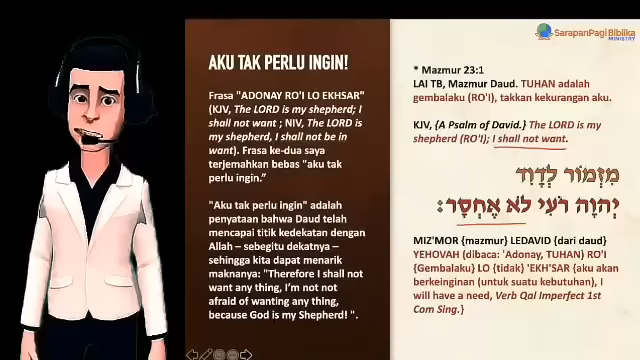 SarapanPagi Biblika
MINISTRY
AKU TAK PERLU INGIN!
Frasa "ADONAY RO'I LO EKHSAR"
(KJV, The LORD is my shepherd; I
shall not want ; NIV, The LORD is
my shepherd, I shall not be in
want). Frasa ke-dua saya
terjemahkan bebas "aku tak
perlu ingin."
"Aku tak perlu ingin" adalah
penyataan bahwa Daud telah
mencapai titik kedekatan dengan
Allah – sebegitu dekatnya –
sehingga kita dapat menarik
maknanya: "Therefore I shall not
want any thing, I'm not not
afraid of wanting any thing,
because God is my Shepherd! ".
* Mazmur 23:1
LAI TB, Mazmur Daud. TUHAN adalah
gembalaku (RO'I), takkan kekurangan aku.
KJV, {A Psalm of David.} The LORD is my
shepherd (RO'I); I shall not want.
מִזְמוֹר לְדָוִד
יְהוָה רֹעִי לֹא אֶחְסָר׃
MIZ'MOR {mazmur} LEDAVID {dari daud}
YEHOVAH (dibaca: 'Adonay, TUHAN) RO'I
{Gembalaku} LO {tidak} 'EKH'SAR {aku akan
berkeinginan (untuk suatu kebutuhan), I
will have a need, Verb Qal Imperfect 1st
Com Sing.}